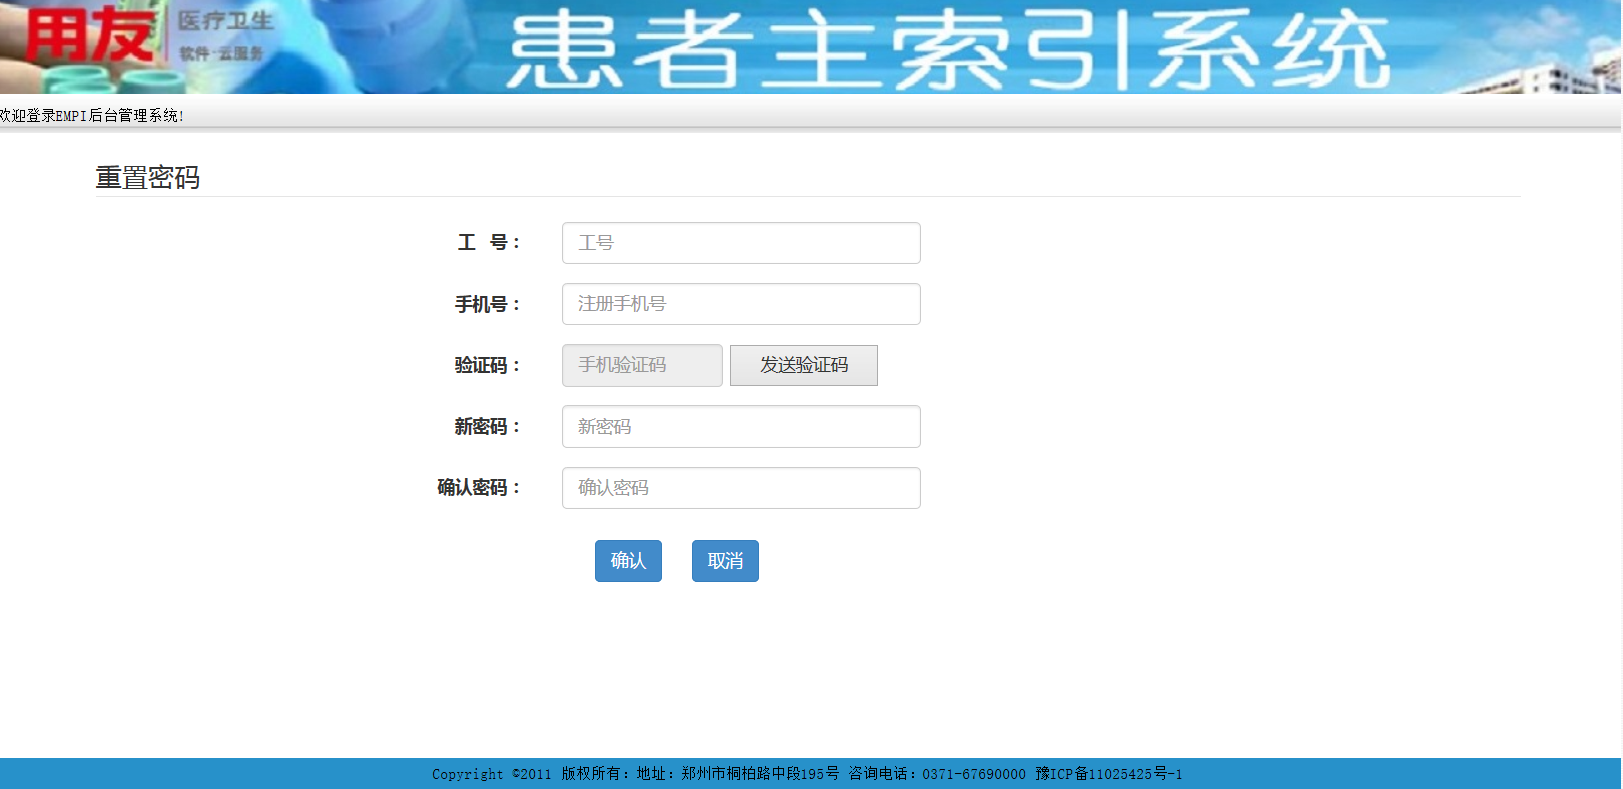 用友 医疗卫生
软件·云服务
患者主索引系统
欢迎登录EMPI后台管理系统!
重置密码
工 号： 工号
手机号： 注册手机号
验证码： 手机验证码 发送验证码
新密码： 新密码
确认密码： 确认密码
确认 取消
Copyright ©2011 版权所有：地址：郑州市桐柏路中段195号 咨询电话：0371-67690000 豫ICP备11025425号-1